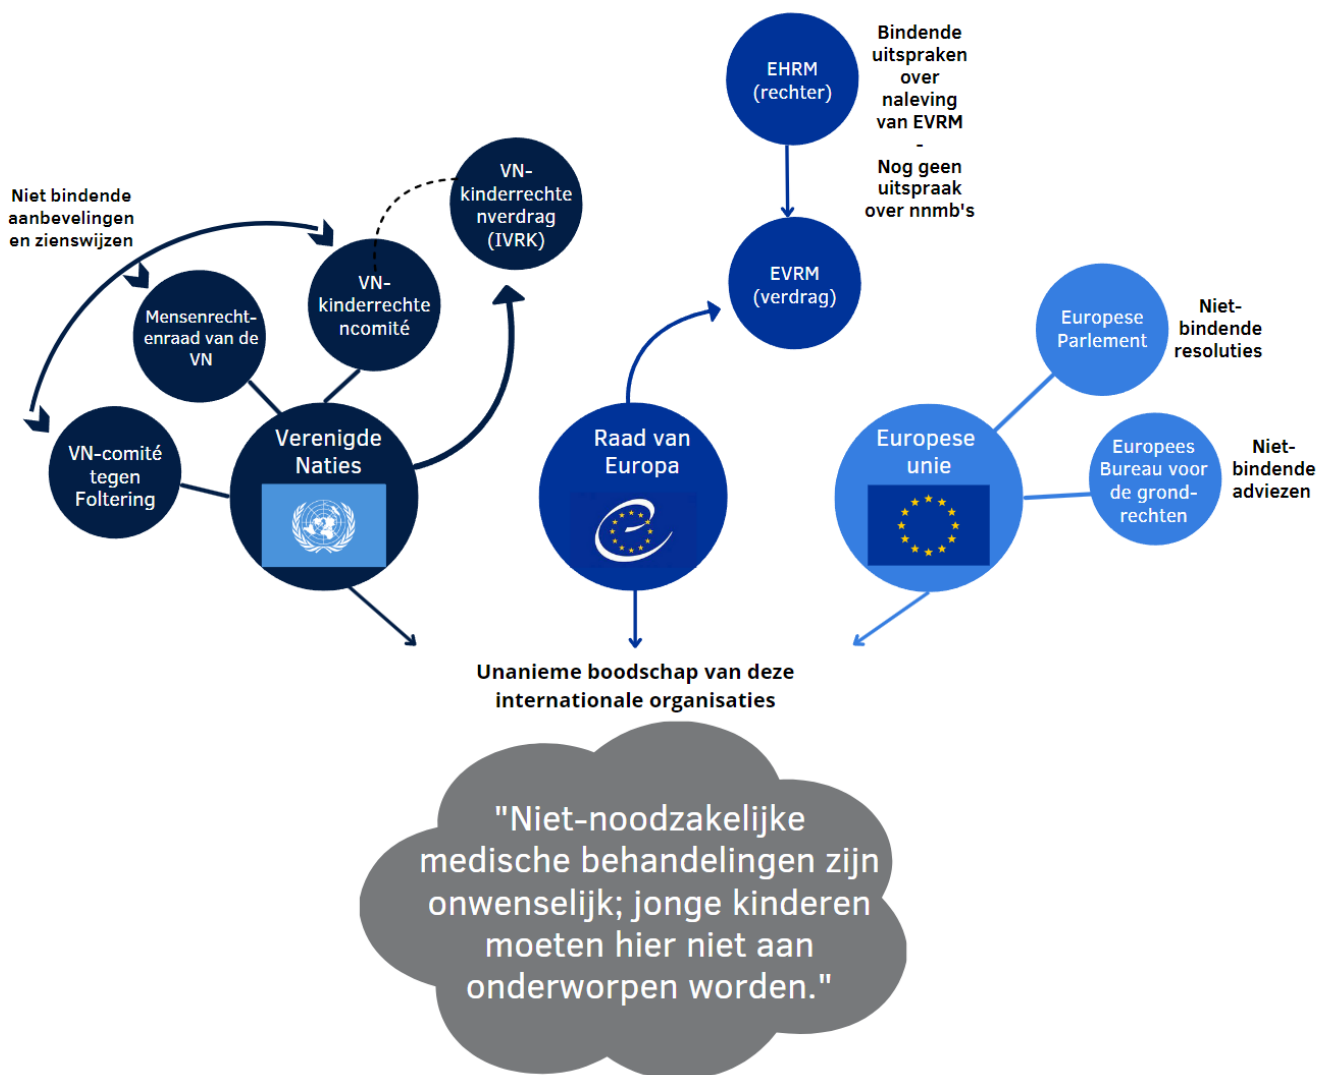 Niet bindende
aanbevelingen
en zienswijzen
VN-comité
tegen
Foltering
Mensenrecht-
enraad van de
VN
VN-
kinderrechte
ncomité
VN-
kinderrechte
nverdrag
(IVRK)
Verenigde
Naties
EHRM
(rechter)
Bindende
uitspraken
over
naleving
van EVRM
-
Nog geen
uitspraak
over nnmb's
EVRM
(verdrag)
Raad van
Europa
Europese
unie
Europese
Parlement
Niet-
bindende
resoluties
Europees
Bureau voor
de grond-
rechten
Niet-
bindende
adviezen
Unanieme boodschap van deze
internationale organisaties
"Niet-noodzakelijke
medische behandelingen zijn
onwenselijk; jonge kinderen
moeten hier niet aan
onderworpen worden."